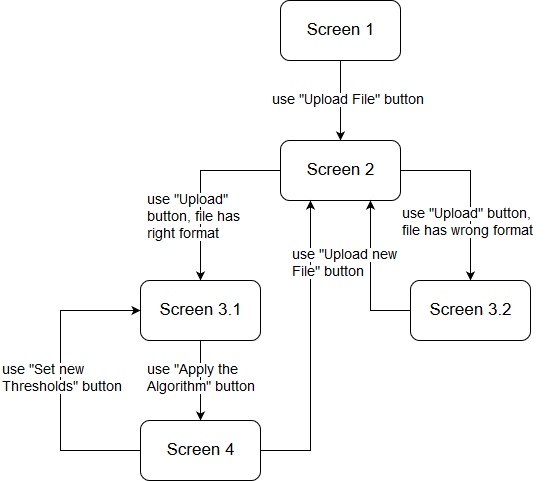 Screen 1
use "Upload File" button
Screen 2
use "Upload"
button, file has
right format
use "Upload" button,
file has wrong format
use "Upload new
File" button
Screen 3.1
Screen 3.2
use "Set new
Thresholds" button
use "Apply the
Algorithm" button
Screen 4